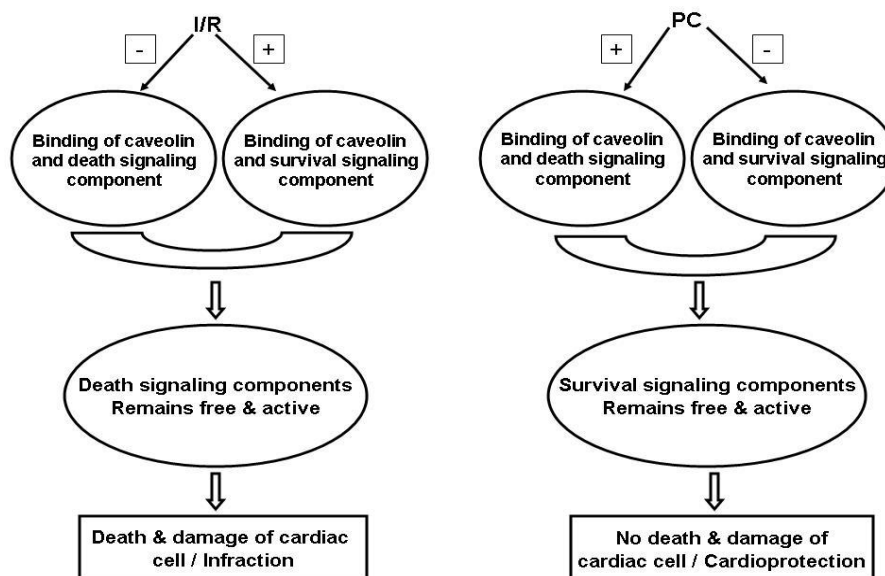 I/R
-
+
Binding of caveolin
and death signaling
component
Binding of caveolin
and survival signaling
component
Death signaling components
Remains free & active
Death & damage of cardiac
cell / Infraction
PC
+
-
Binding of caveolin
and death signaling
component
Binding of caveolin
and survival signaling
component
Survival signaling components
Remains free & active
No death & damage of
cardiac cell / Cardioprotection